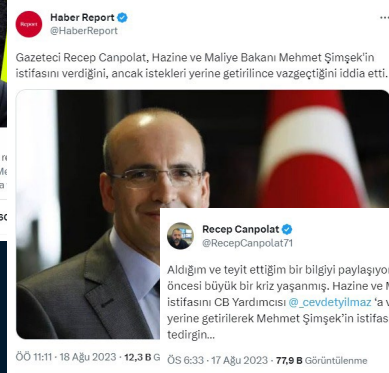 Report
Haber Report
@HaberReport
Gazeteci Recep Canpolat, Hazine ve Maliye Bakanı Mehmet Şimşek'in
istifasını verdiğini, ancak istekleri yerine getirilince vazgeçtiğini iddia etti.
Recep Canpolat
@RecepCanpolat71
Aldığım ve teyit ettiğim bir bilgiyi paylaşıyo
öncesi büyük bir kriz yaşanmış. Hazine ve M
istifasını CB Yardımcısı @_cevdetyilmaz 'a v
yerine getirilerek Mehmet Şimşek'in istifas
tedirgin...
ÖÖ 11:11 · 18 Ağu 2023 · 12,3 B G
ÖS 6:33 · 17 Ağu 2023 · 77,9 B Görüntülenme